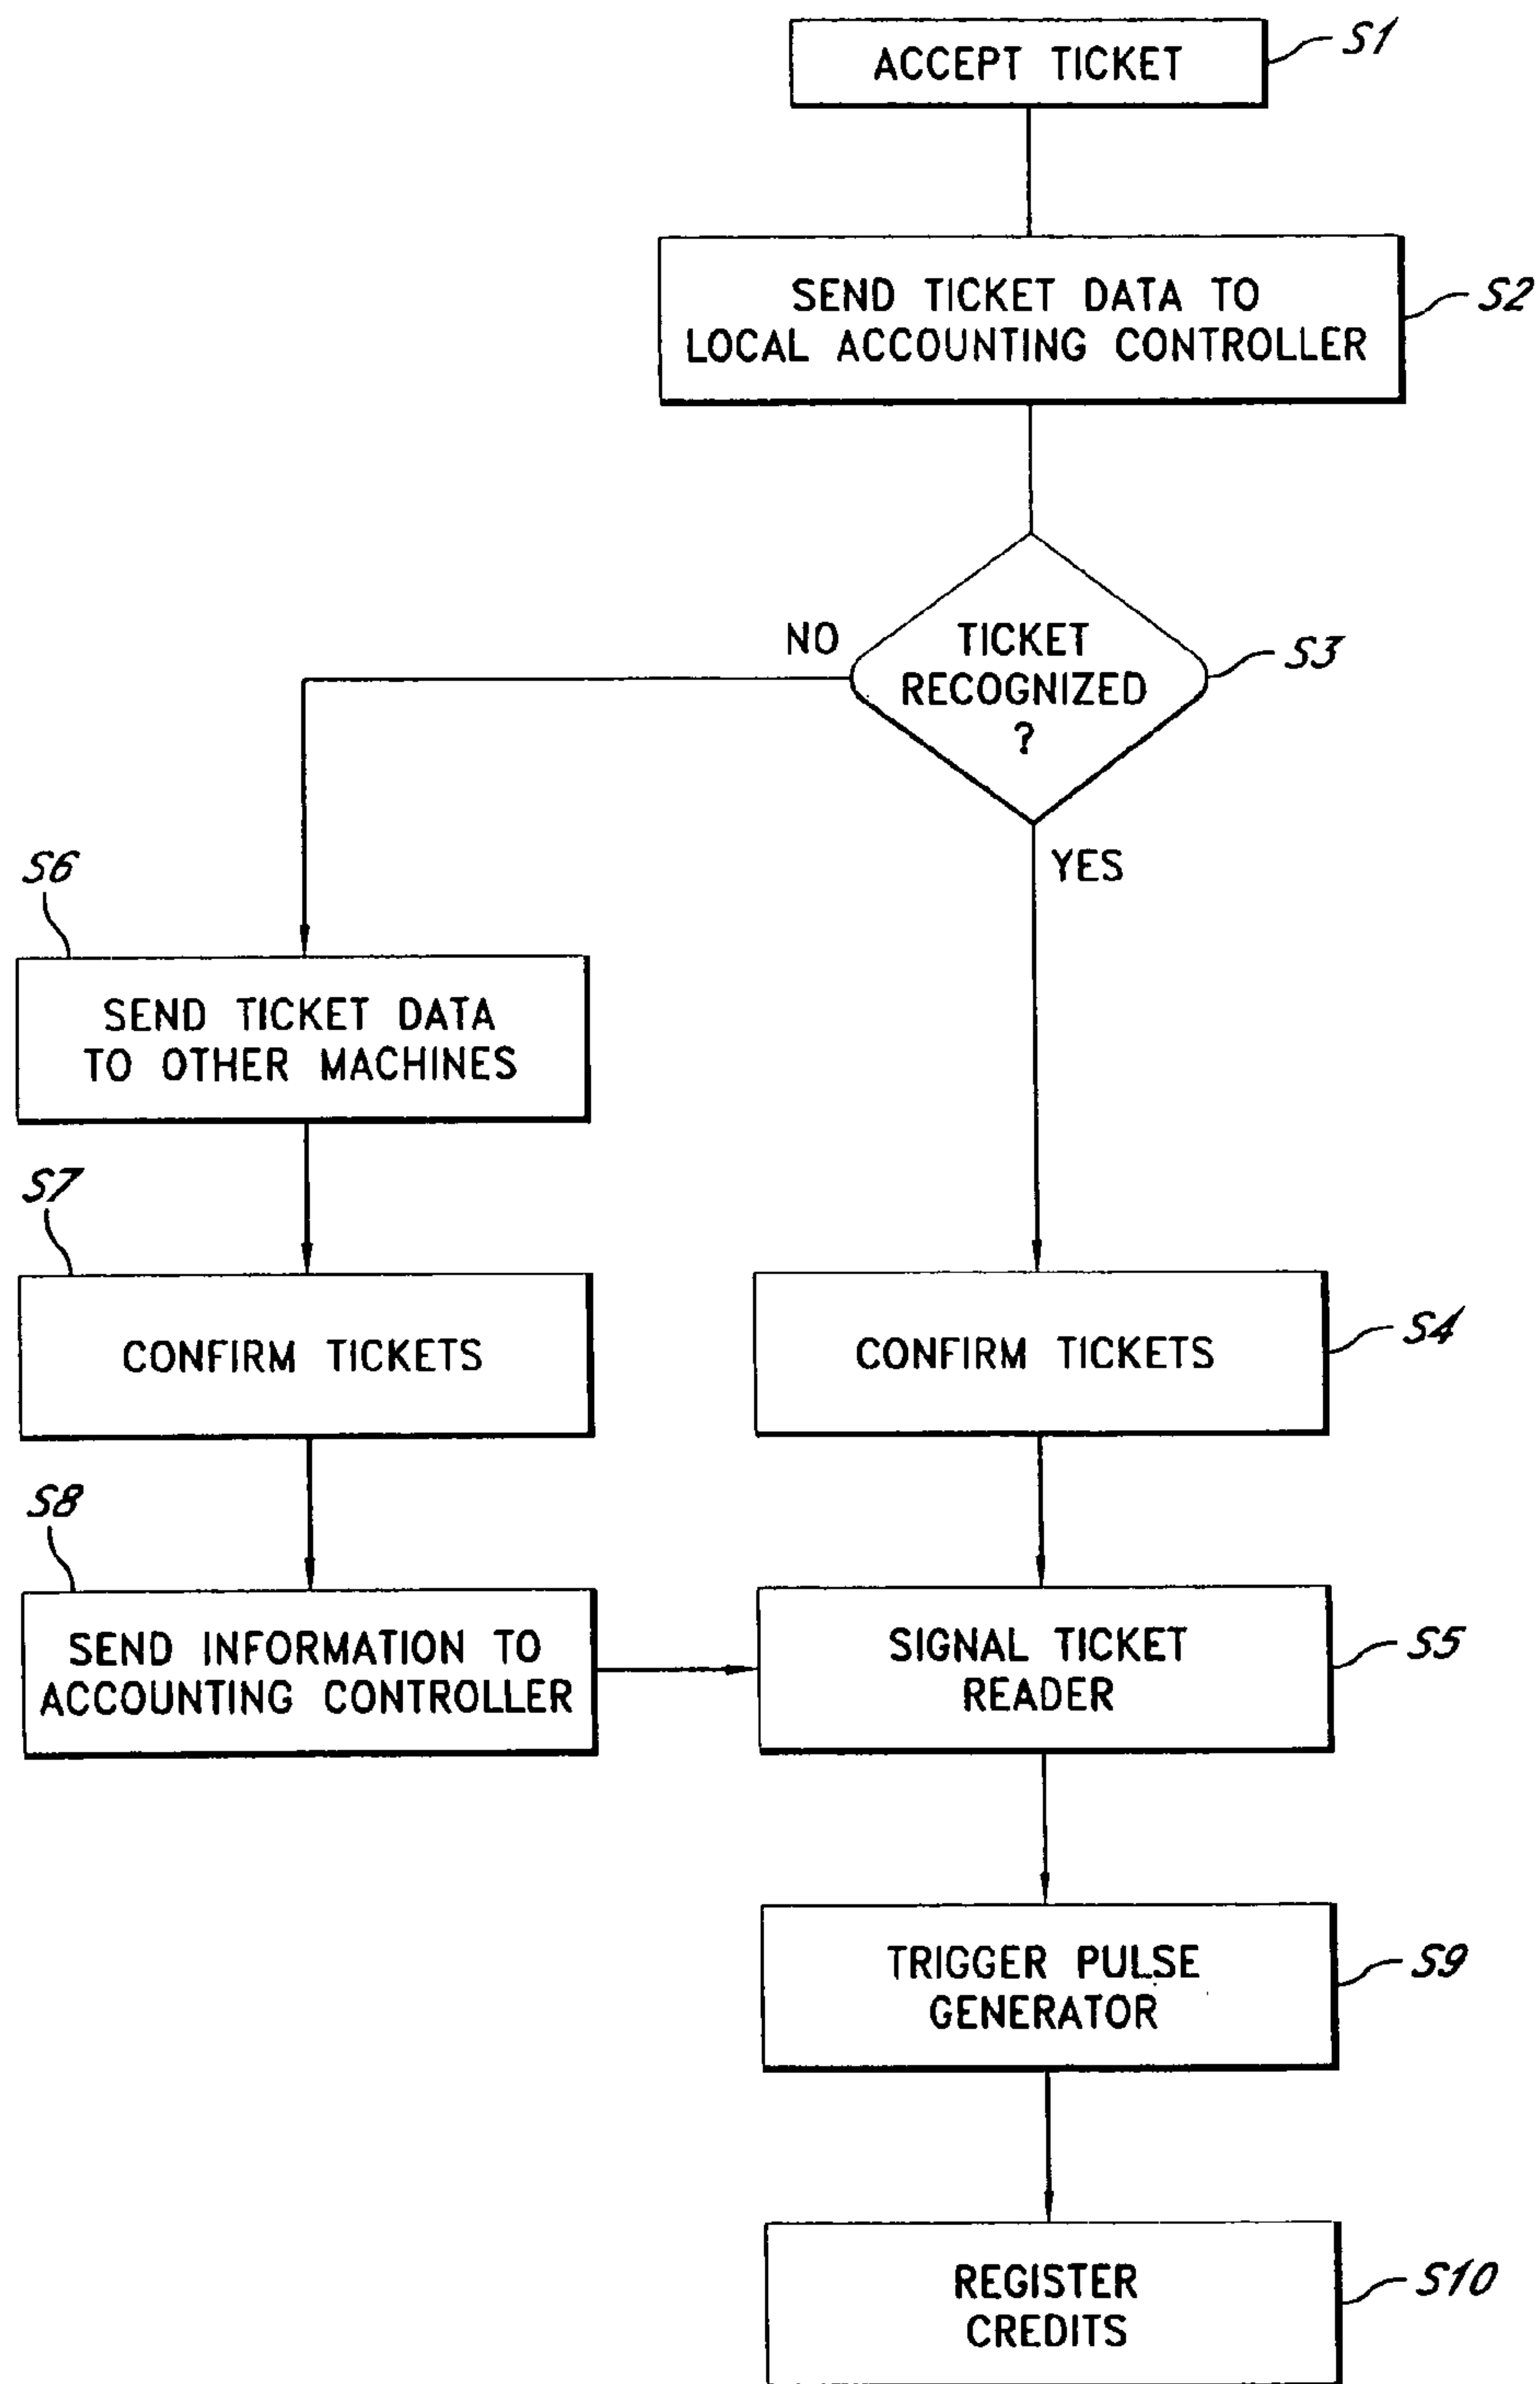 ACCEPT TICKET
S1
SEND TICKET DATA TO
LOCAL ACCOUNTING CONTROLLER
S2
TICKET
RECOGNIZED
?
S3
NO
YES
S6
SEND TICKET DATA
TO OTHER MACHINES
S7
CONFIRM TICKETS
CONFIRM TICKETS
S4
S8
SEND INFORMATION TO
ACCOUNTING CONTROLLER
SIGNAL TICKET
READER
S5
TRIGGER PULSE
GENERATOR
S9
REGISTER
CREDITS
S10